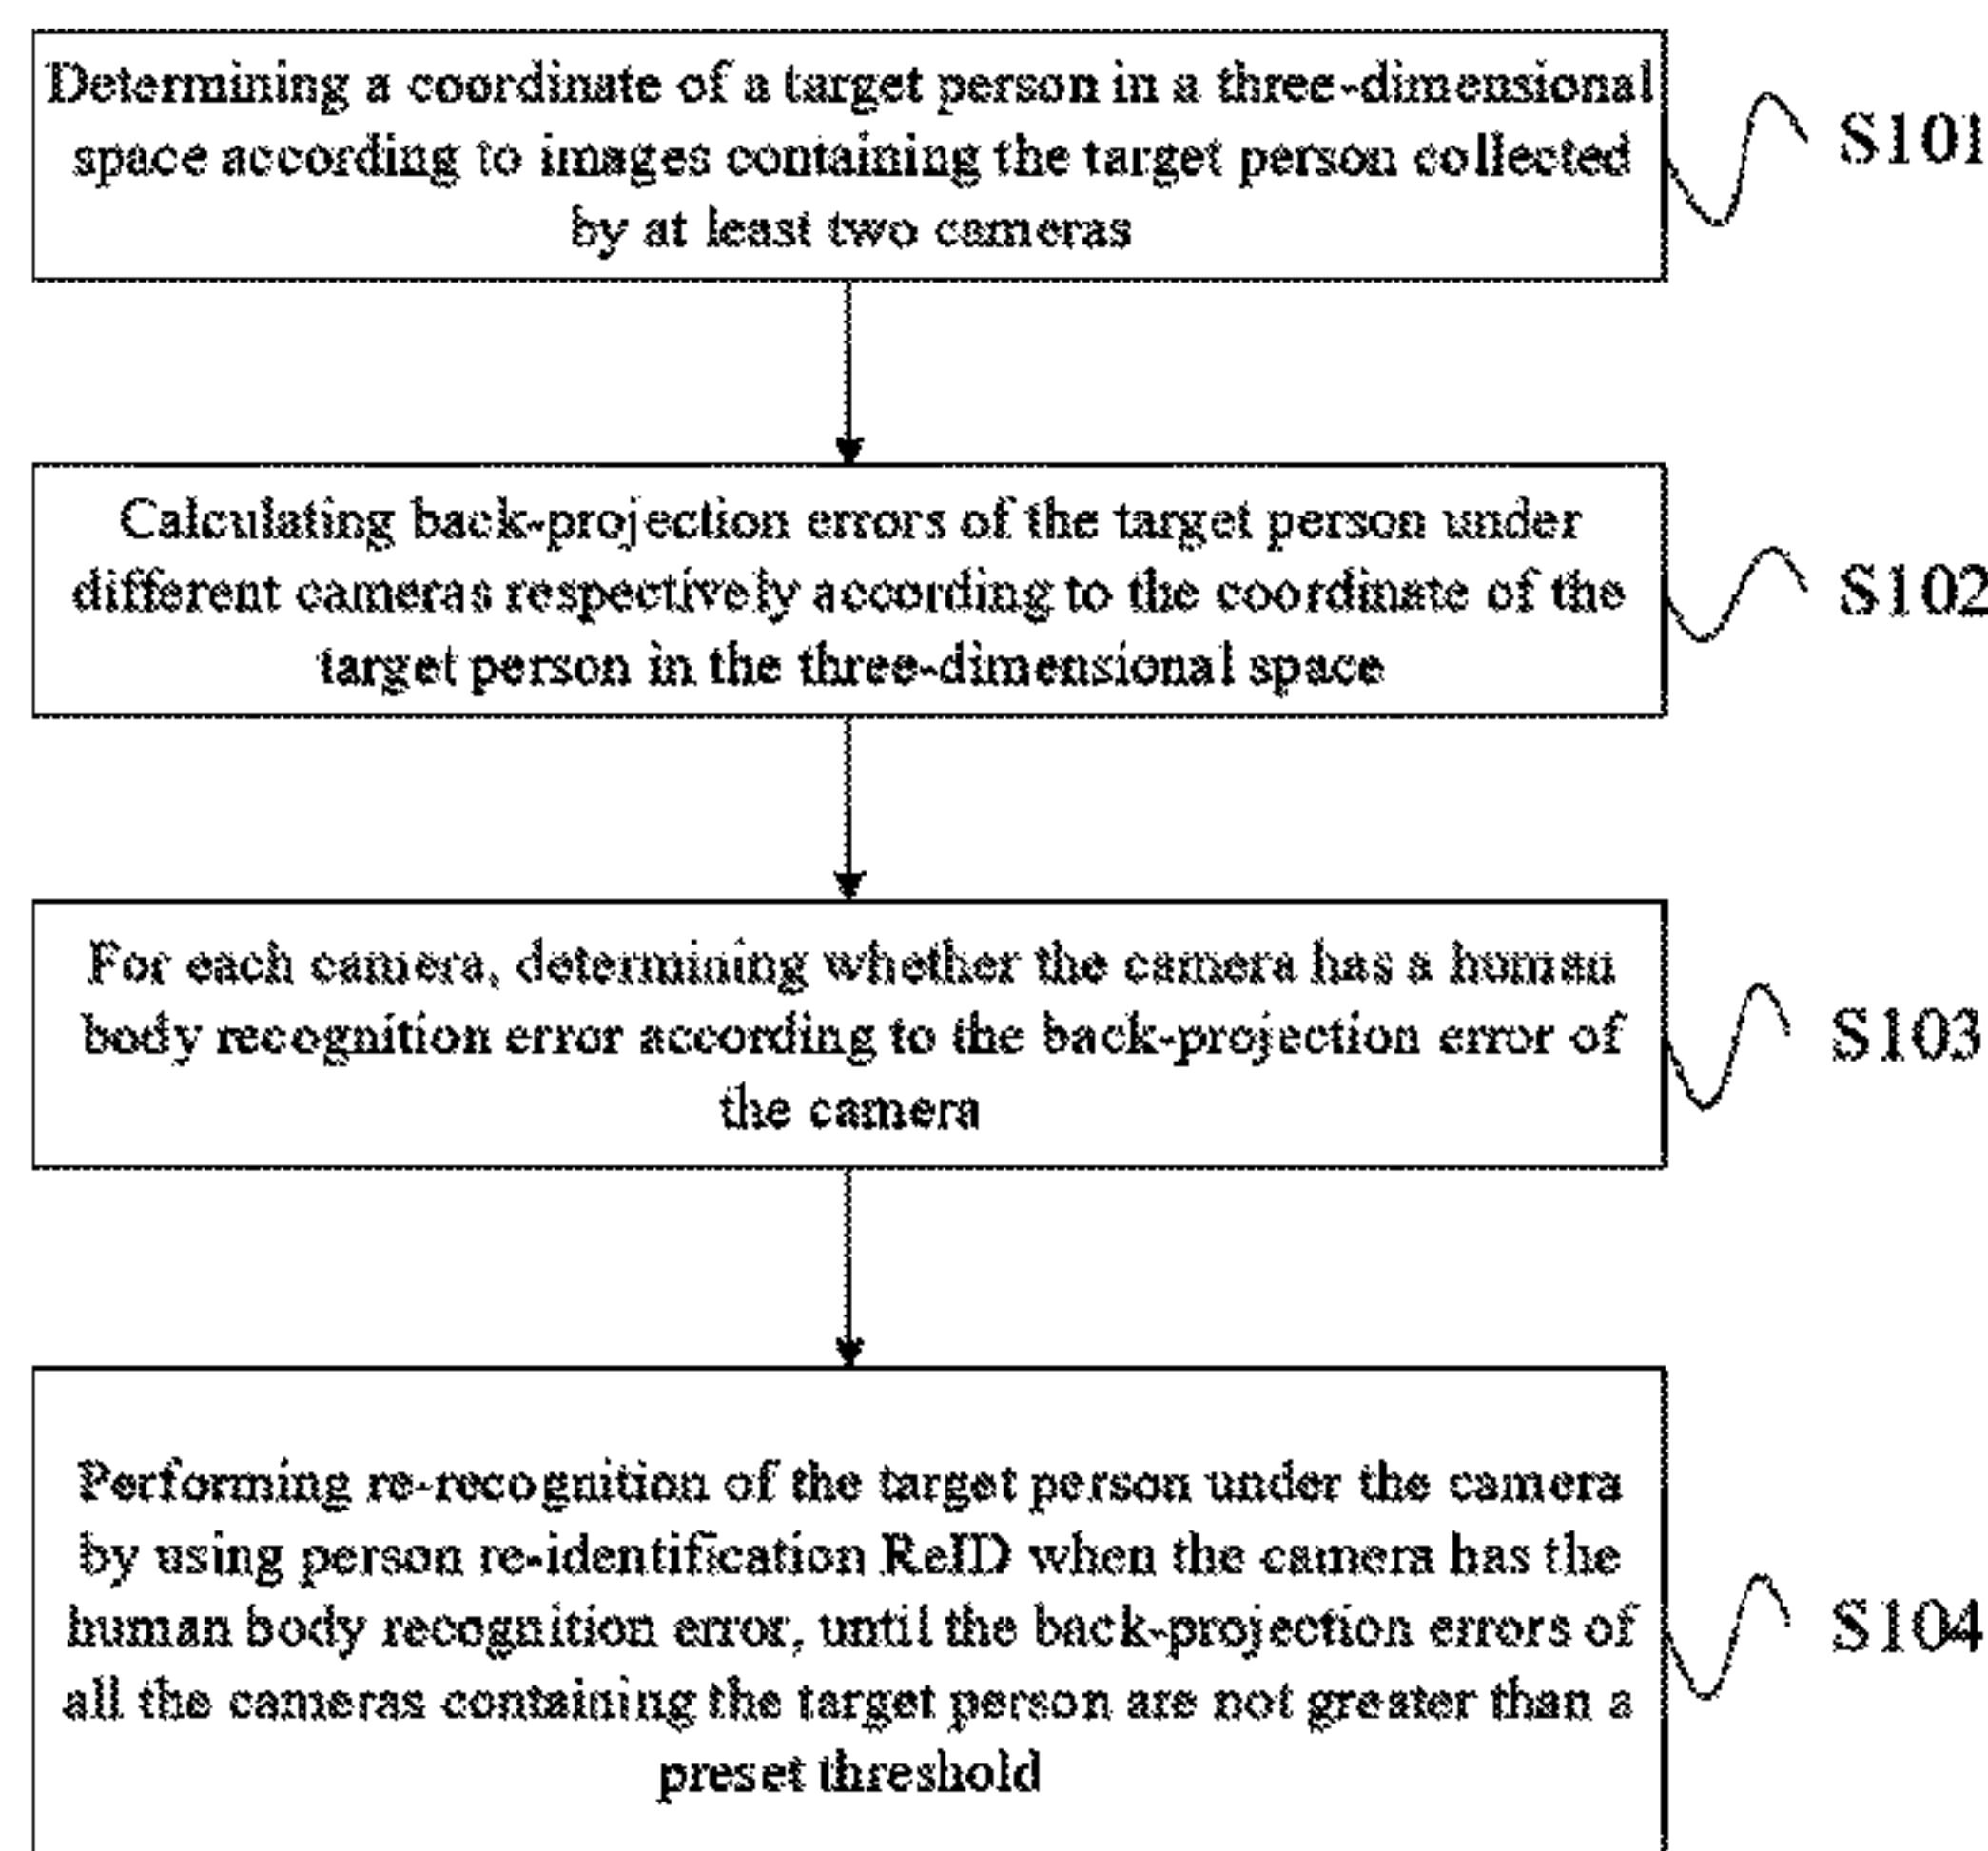 Determining a coordinate of a target person in a three-dimensional
space according to images containing the target person collected
by at least two cameras
S101
Calculating back-projection errors of the target person under
different cameras respectively according to the coordinate of the
target person in the three-dimensional space
S102
For each camera, determining whether the camera has a human
body recognition error according to the back-projection error of
the camera
S103
Performing re-recognition of the target person under the camera
by using person re-identification ReID when the camera has the
human body recognition error, until the back-projection errors of
all the cameras containing the target person are not greater than a
preset threshold
S104